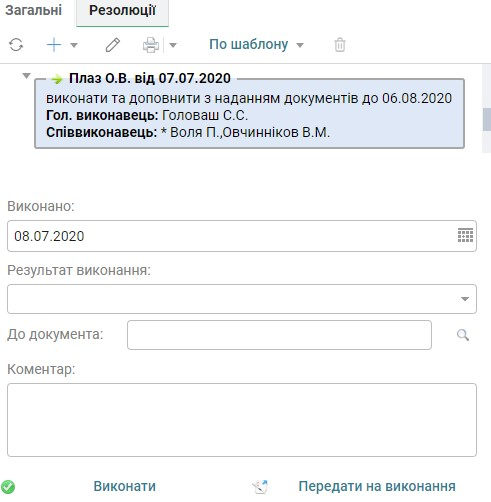 Загальні Резолюції
По шаблону
Плаз О.В. від 07.07.2020
виконати та доповнити з наданням документів до 06.08.2020
Гол. виконавець: Головаш С.С.
Співвиконавець: * Воля П.,Овчинніков В.М.
Виконано:
08.07.2020
Результат виконання:
До документа:
Коментар:
Виконати Передати на виконання